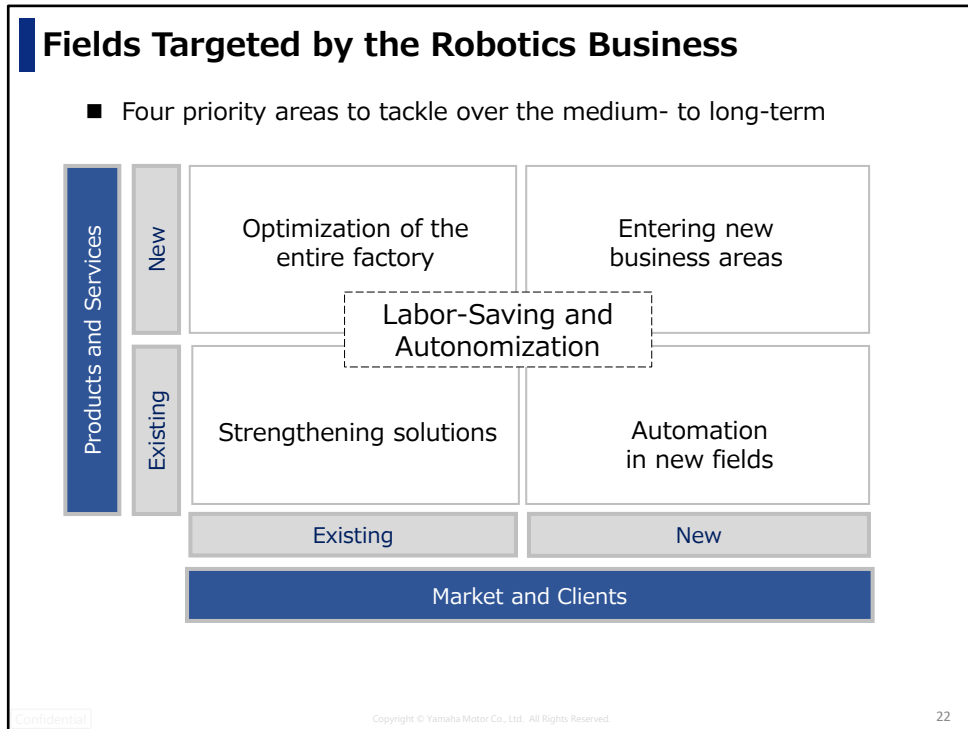 Fields Targeted by the Robotics Business
■ Four priority areas to tackle over the medium- to long-term
Products and Services
New
Existing
Optimization of the
entire factory
Entering new
business areas
Labor-Saving and
Autonomization
Strengthening solutions
Automation
in new fields
Existing
New
Market and Clients
Confidential
Copyright © Yamaha Motor Co., Ltd. All Rights Reserved.
22